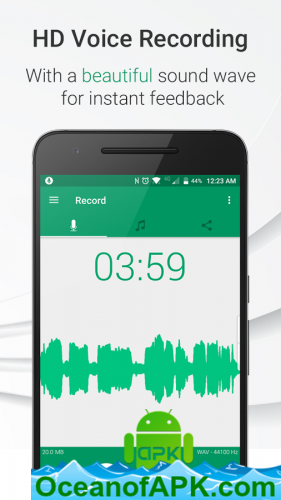 HD Voice Recording
With a beautiful sound wave
for instant feedback
44% 12:23 AM
Record
03:59
20.0 MB
WAV - 44100 Hz
APK
OceanofAPK.com